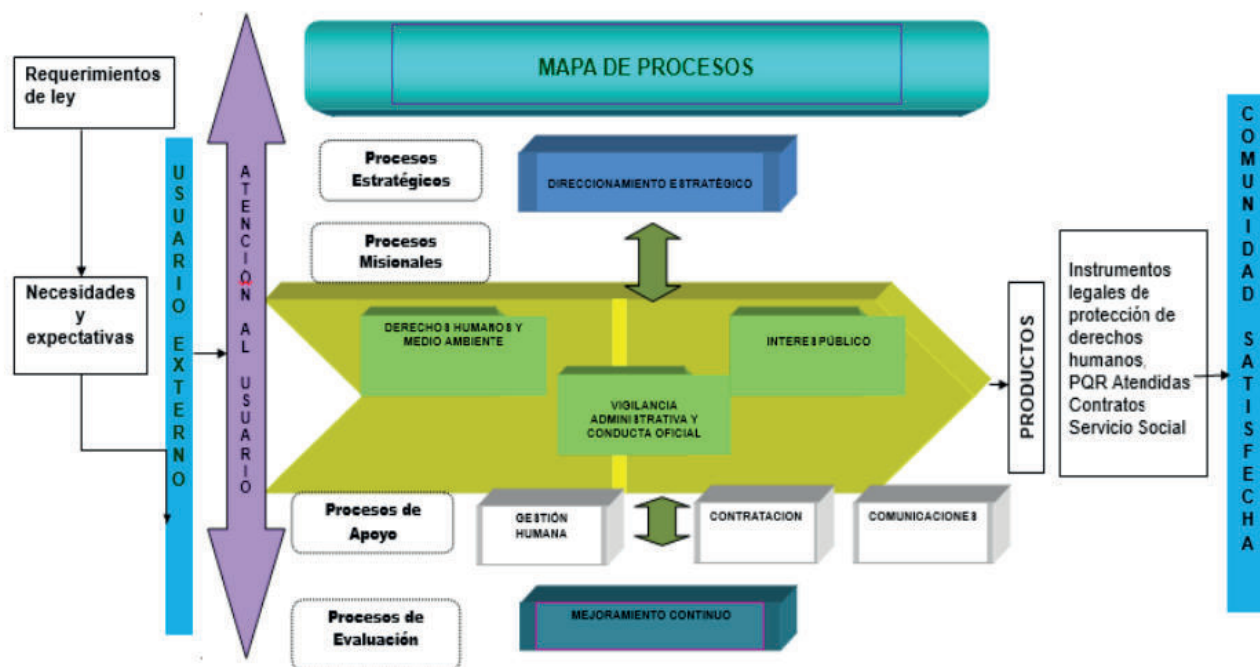 MAPA DE PROCESOS
Requerimientos
de ley
Necesidades
y
expectativas
USUARIO EXTERNO
ATENCIÓN AL USUARIO
Procesos
Estratégicos
DIRECCIONAMIENTO ESTRATÉGICO
Procesos
Misionales
DERECHOS HUMANOS Y
MEDIO AMBIENTE
INTERES PÚBLICO
VIGILANCIA
ADMINISTRATIVA Y
CONDUCTA OFICIAL
Procesos de
Apoyo
GESTIÓN
HUMANA
CONTRATACION
COMUNICACIONES
Procesos de
Evaluación
MEJORAMIENTO CONTINUO
PRODUCTOS
Instrumentos
legales de
protección de
derechos
humanos,
PQR Atendidas
Contratos
Servicio Social
COMUNIDAD SATISFECHA